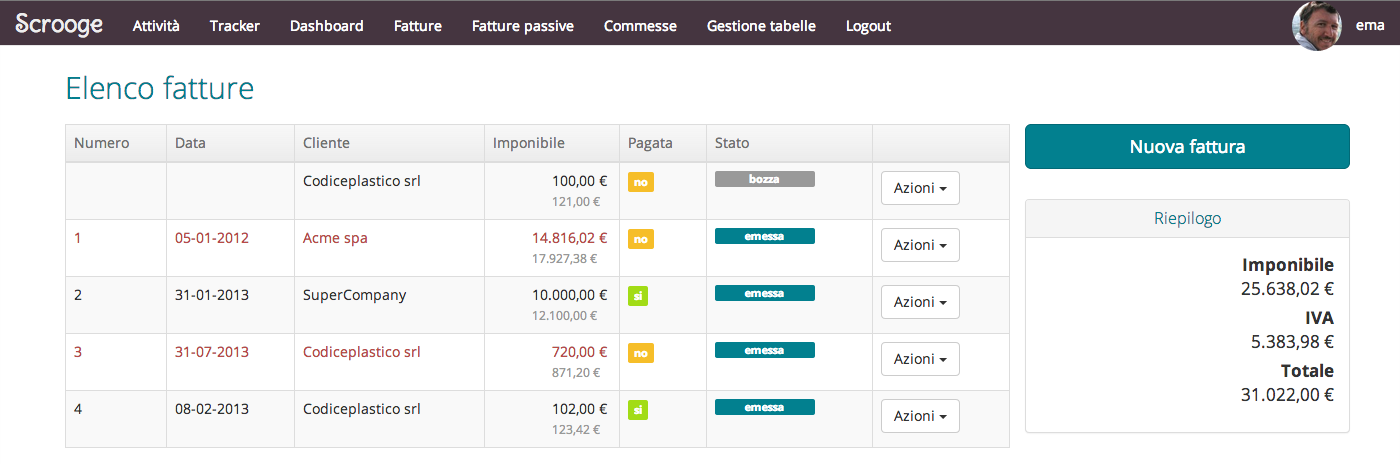 Scrooge Attività Tracker Dashboard Fatture Fatture passive Commesse Gestione tabelle Logout ema
Elenco fatture
Numero Data Cliente Imponibile Pagata Stato
Codiceplastico srl 100,00 € no bozza Azioni
121,00 €
1 05-01-2012 Acme spa 14.816,02 € no emessa Azioni
17.927,38 €
2 31-01-2013 SuperCompany 10.000,00 € si emessa Azioni
12.100,00 €
3 31-07-2013 Codiceplastico srl 720,00 € no emessa Azioni
871,20 €
4 08-02-2013 Codiceplastico srl 102,00 € si emessa Azioni
123,42 €
Nuova fattura
Riepilogo
Imponibile
25.638,02 €
IVA
5.383,98 €
Totale
31.022,00 €